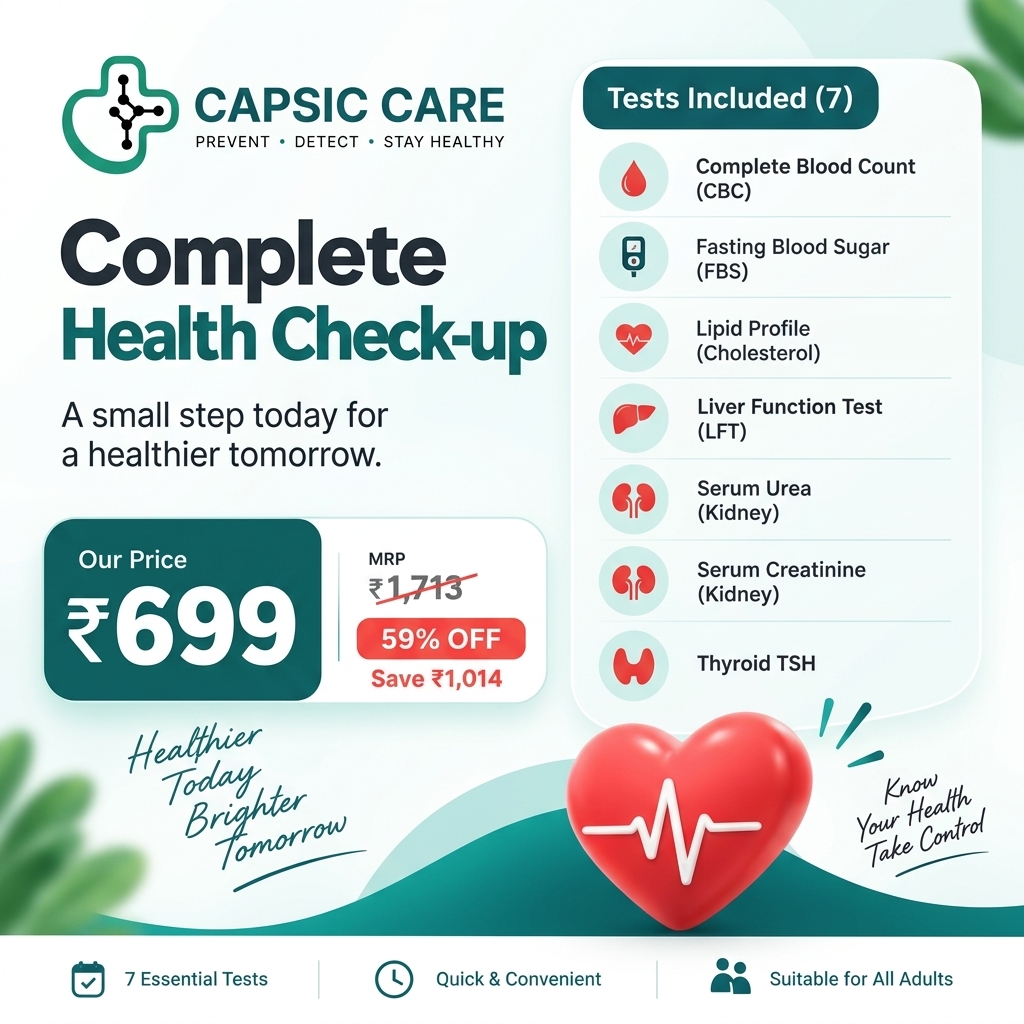 CAPSIC CARE
PREVENT • DETECT • STAY HEALTHY
Complete
Health Check-up
A small step today for
a healthier tomorrow.
Our Price
₹699
MRP
₹1,713
59% OFF
Save ₹1,014
Healthier
Today
Brighter
Tomorrow
Tests Included (7)
Complete Blood Count
(CBC)
Fasting Blood Sugar
(FBS)
Lipid Profile
(Cholesterol)
Liver Function Test
(LFT)
Serum Urea
(Kidney)
Serum Creatinine
(Kidney)
Thyroid TSH
Know
Your Health
Take Control
7 Essential Tests
Quick & Convenient
Suitable for All Adults